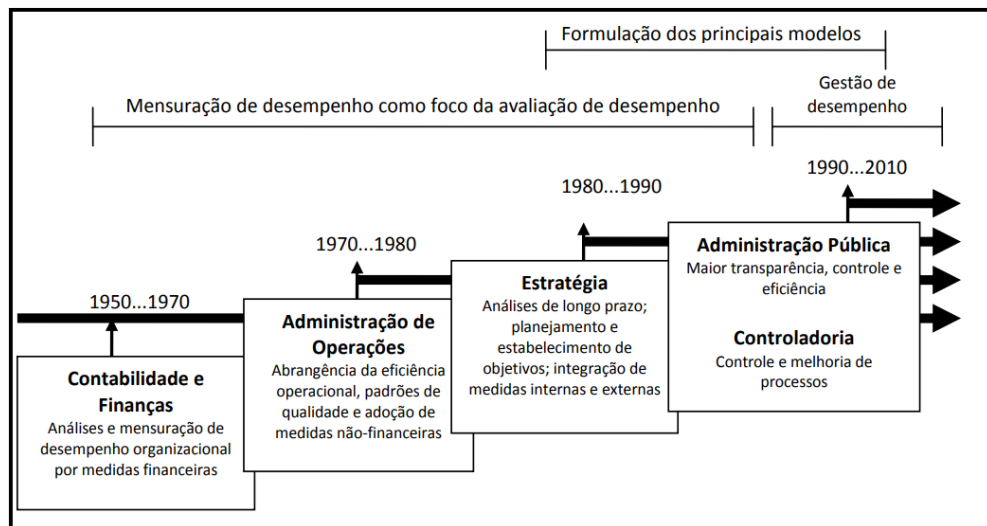 Formulação dos principais modelos
Gestão de
desempenho
Mensuração de desempenho como foco da avaliação de desempenho
1990...2010
1980...1990
1970...1980
1950...1970
Contabilidade e
Finanças
Análises e mensuração de
desempenho organizacional
por medidas financeiras
Administração de
Operações
Abrangência da eficiência
operacional, padrões de
qualidade e adoção de
medidas não-financeiras
Estratégia
Análises de longo prazo;
planejamento e
estabelecimento de
objetivos; integração de
medidas internas e externas
Administração Pública
Maior transparência, controle e
eficiência
Controladoria
Controle e melhoria de
processos